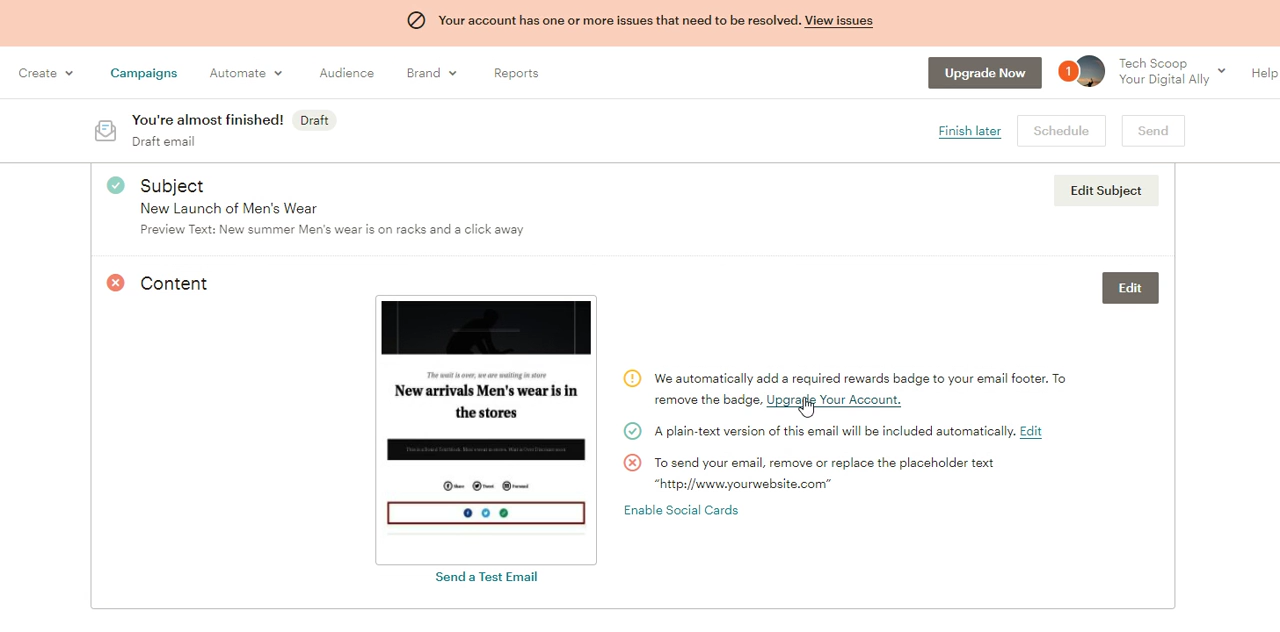 Your account has one or more issues that need to be resolved. View issues
Create Campaigns Automate Audience Brand Reports Upgrade Now 1 Tech Scoop Help
Your Digital Ally
You're almost finished! Draft
Draft email
Finish later Schedule Send
Subject
New Launch of Men's Wear
Preview Text: New summer Men's wear is on racks and a click away
Edit Subject
Content
Edit
The wait is over, we are waiting in store
New arrivals Men's wear is in
the stores
Share Tweet Forward
Send a Test Email
We automatically add a required rewards badge to your email footer. To
remove the badge, Upgrade Your Account.
A plain-text version of this email will be included automatically. Edit
To send your email, remove or replace the placeholder text
“http://www.yourwebsite.com”
Enable Social Cards